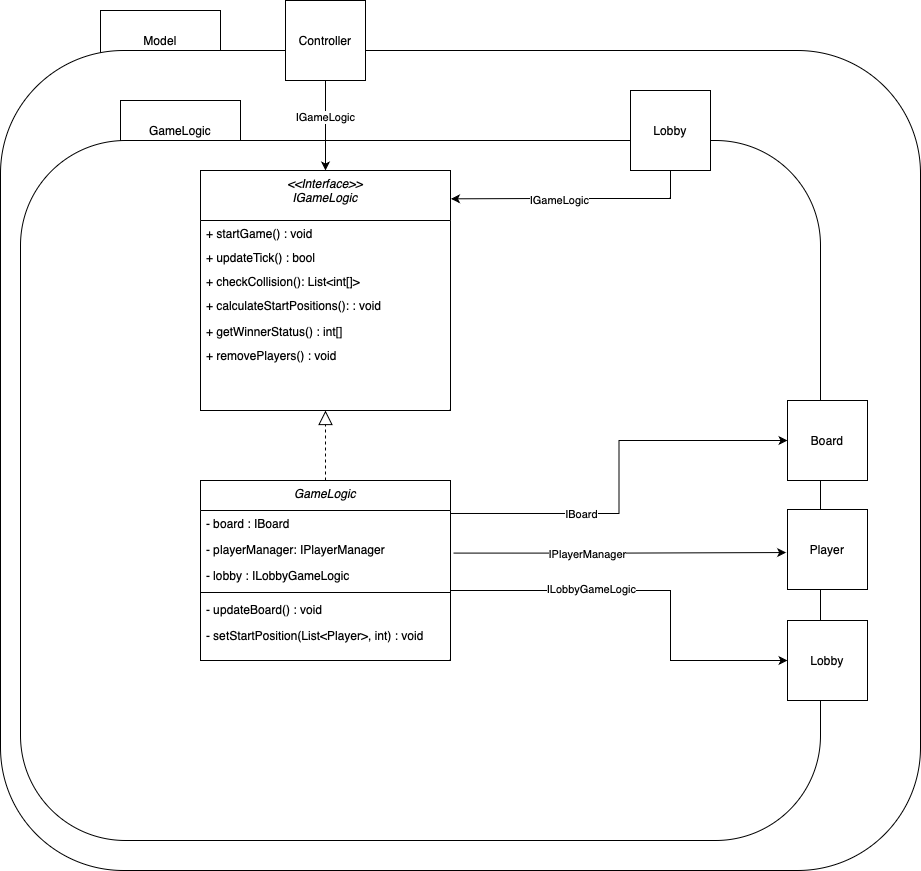 Model
Controller
IGameLogic
GameLogic
Lobby
<<Interface>>
IGameLogic
IGameLogic
+ startGame() : void
+ updateTick() : bool
+ checkCollision(): List<int[]>
+ calculateStartPositions(): : void
+ getWinnerStatus() : int[]
+ removePlayers() : void
Board
GameLogic
IBoard
- board : IBoard
- playerManager: IPlayerManager
IPlayerManager
Player
- lobby : ILobbyGameLogic
ILobbyGameLogic
- updateBoard() : void
- setStartPosition(List<Player>, int) : void
Lobby